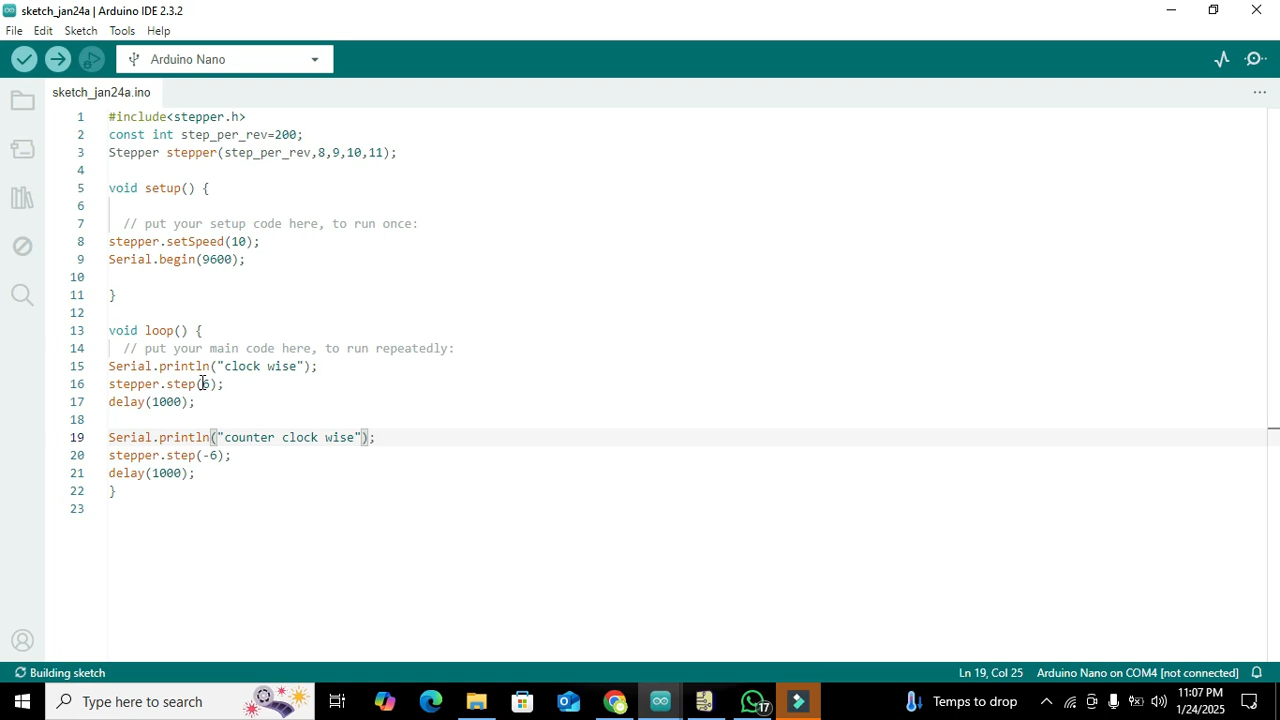 sketch_jan24a | Arduino IDE 2.3.2
File Edit Sketch Tools Help
Arduino Nano
sketch_jan24a.ino
1 #include<stepper.h>
2 const int step_per_rev=200;
3 Stepper stepper(step_per_rev,8,9,10,11);
4
5 void setup() {
6
7 // put your setup code here, to run once:
8 stepper.setSpeed(10);
9 Serial.begin(9600);
10
11 }
12
13 void loop() {
14 // put your main code here, to run repeatedly:
15 Serial.println("clock wise");
16 stepper.step(6);
17 delay(1000);
18
19 Serial.println("counter clock wise");
20 stepper.step(-6);
21 delay(1000);
22 }
23
Building sketch Ln 19, Col 25 Arduino Nano on COM4 [not connected]
Type here to search 17 Temps to drop 11:07 PM
1/24/2025